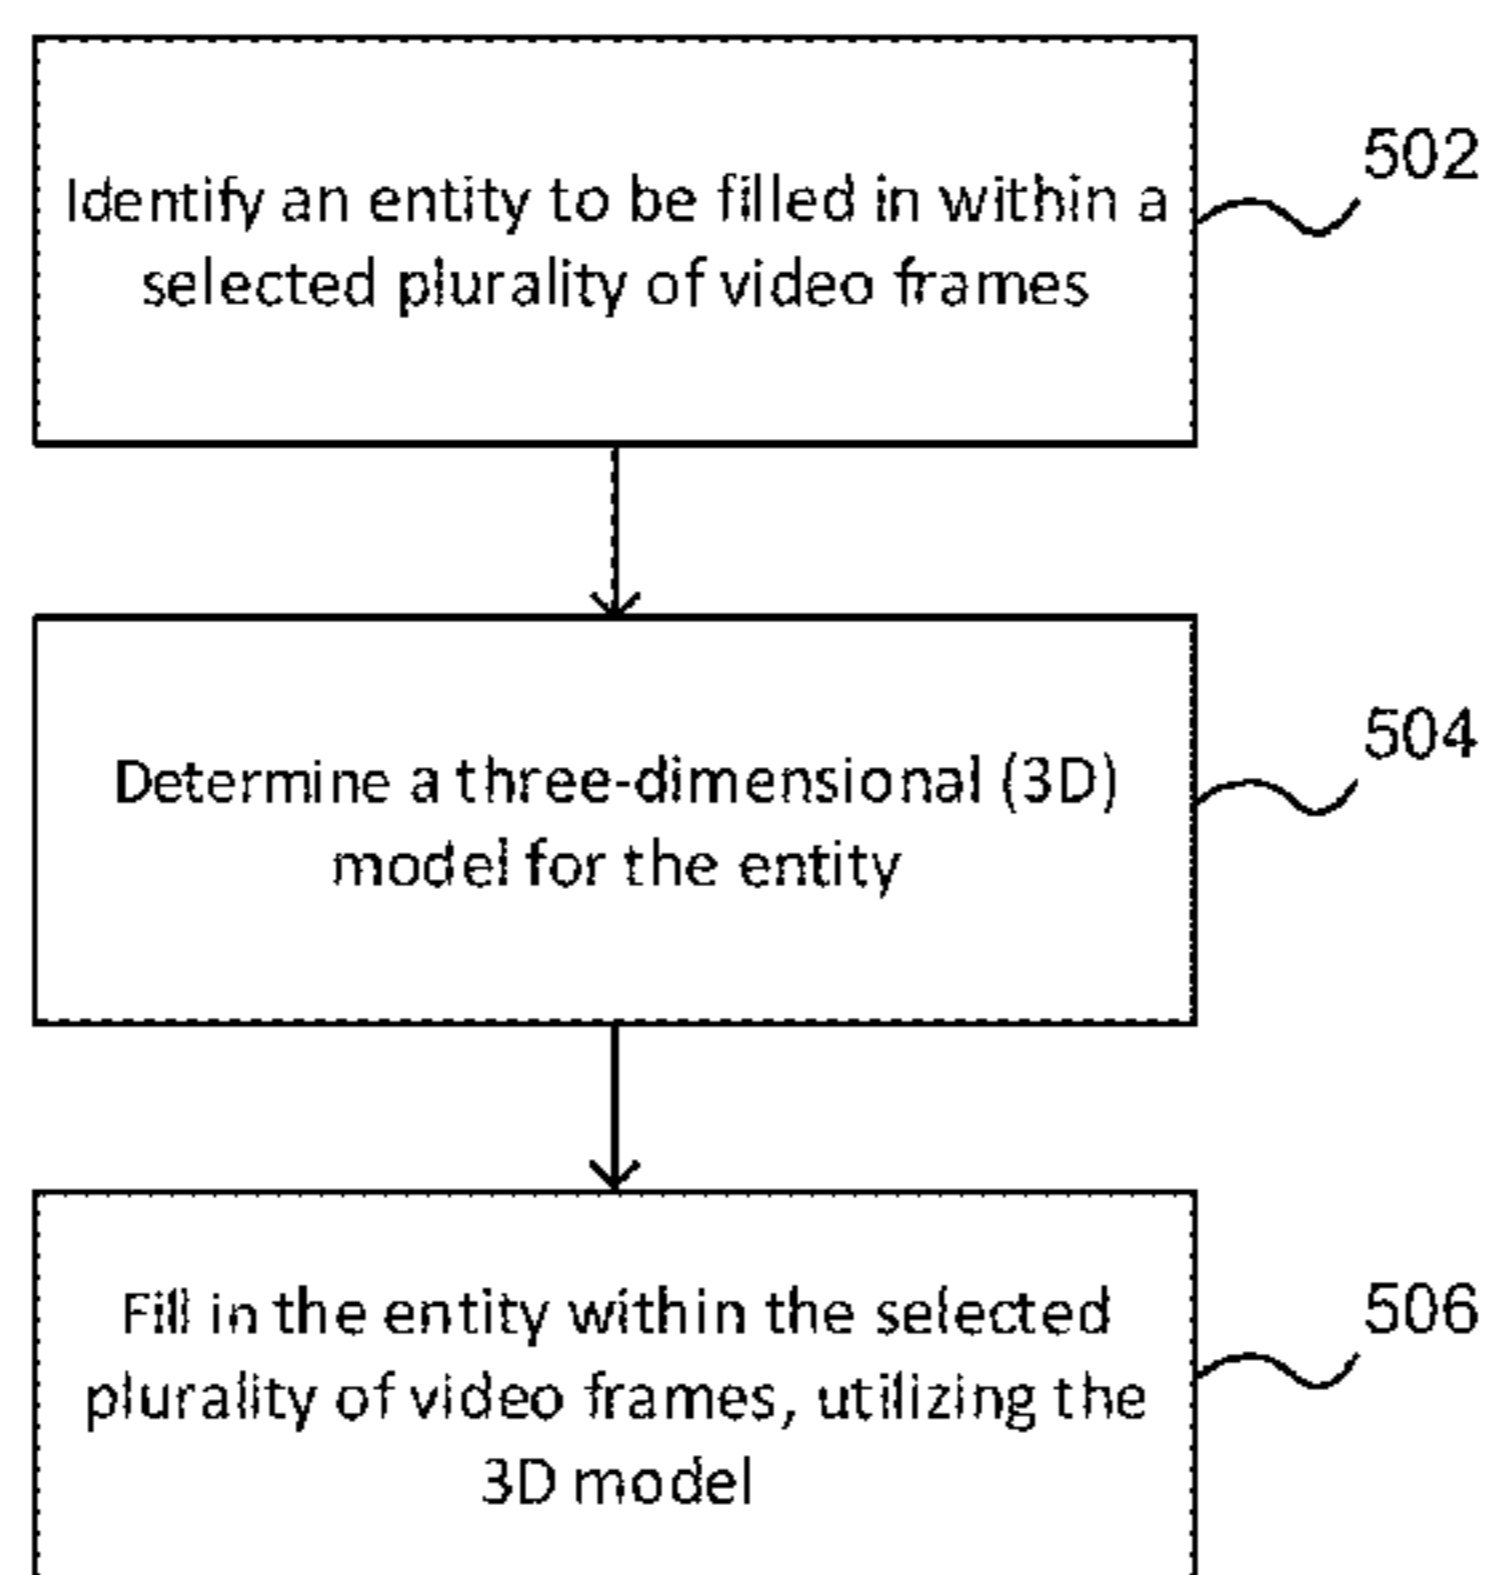 Identify an entity to be filled in within a
selected plurality of video frames
502
Determine a three-dimensional (3D)
model for the entity
504
Fill in the entity within the selected
plurality of video frames, utilizing the
3D model
506